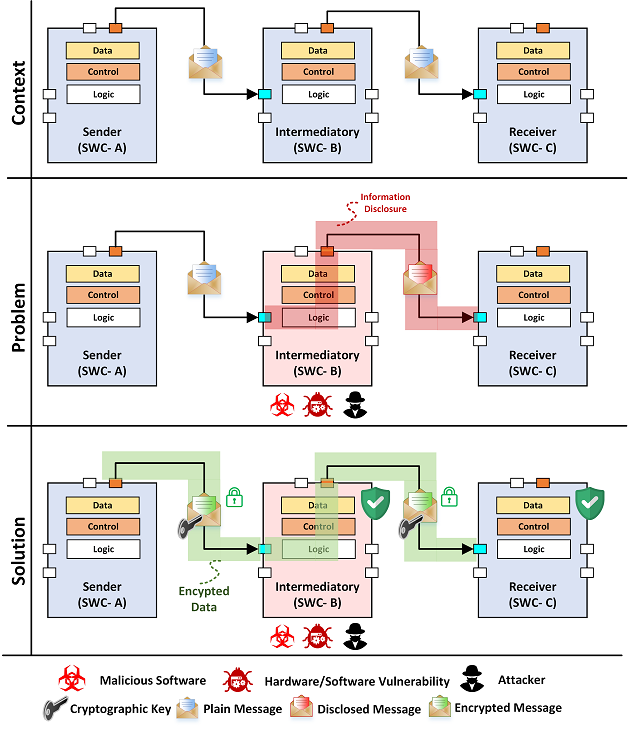 Context
Data
Control
Logic
Sender
(SWC- A)
Data
Control
Logic
Intermediatory
(SWC- B)
Data
Control
Logic
Receiver
(SWC- C)
Problem
Information
Disclosure
Data
Control
Logic
Sender
(SWC- A)
Data
Control
Logic
Intermediatory
(SWC- B)
Data
Control
Logic
Receiver
(SWC- C)
Solution
Data
Control
Logic
Sender
(SWC- A)
Encypted
Data
Data
Control
Logic
Intermediatory
(SWC- B)
Data
Control
Logic
Receiver
(SWC- C)
Malicious Software
Hardware/Software Vulnerability
Attacker
Cryptographic Key
Plain Message
Disclosed Message
Encrypted Message